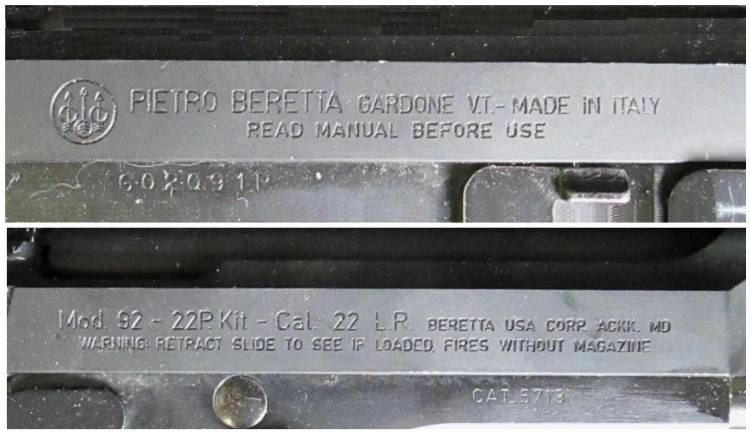 PIETRO BERETTA GARDONE V.T.- MADE IN ITALY
READ MANUAL BEFORE USE
Mod. 92 - 22P. Kit - Cal. 22 L.R. BERETTA USA CORP. ACKK. MD
WARNING: RETRACT SLIDE TO SEE IF LOADED, FIRES WITHOUT MAGAZINE
CAT. 5713